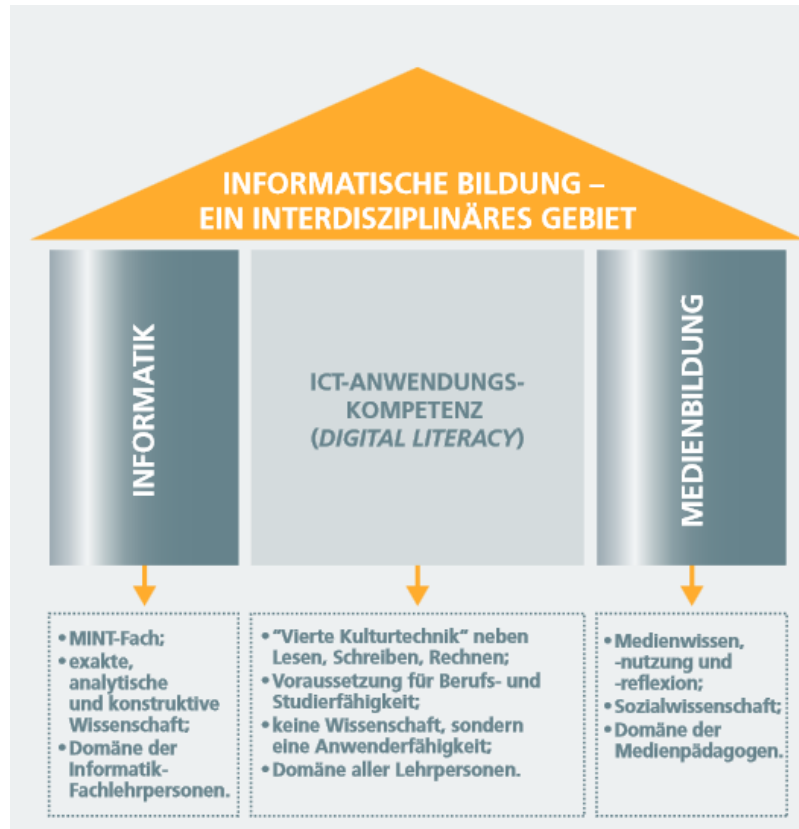 INFORMATISCHE BILDUNG –
EIN INTERDISZIPLINÄRES GEBIET
INFORMATIK
ICT-ANWENDUNGS-
KOMPETENZ
(DIGITAL LITERACY)
MEDIENBILDUNG
• MINT-Fach;
• exakte,
analytische
und konstruktive
Wissenschaft;
• Domäne der
Informatik-
Fachlehrpersonen.
• "Vierte Kulturtechnik" neben
Lesen, Schreiben, Rechnen;
• Voraussetzung für Berufs- und
Studierfähigkeit;
• keine Wissenschaft, sondern
eine Anwenderfähigkeit;
• Domäne aller Lehrpersonen.
• Medienwissen,
-nutzung und
-reflexion;
• Sozialwissenschaft;
• Domäne der
Medienpädagogen.